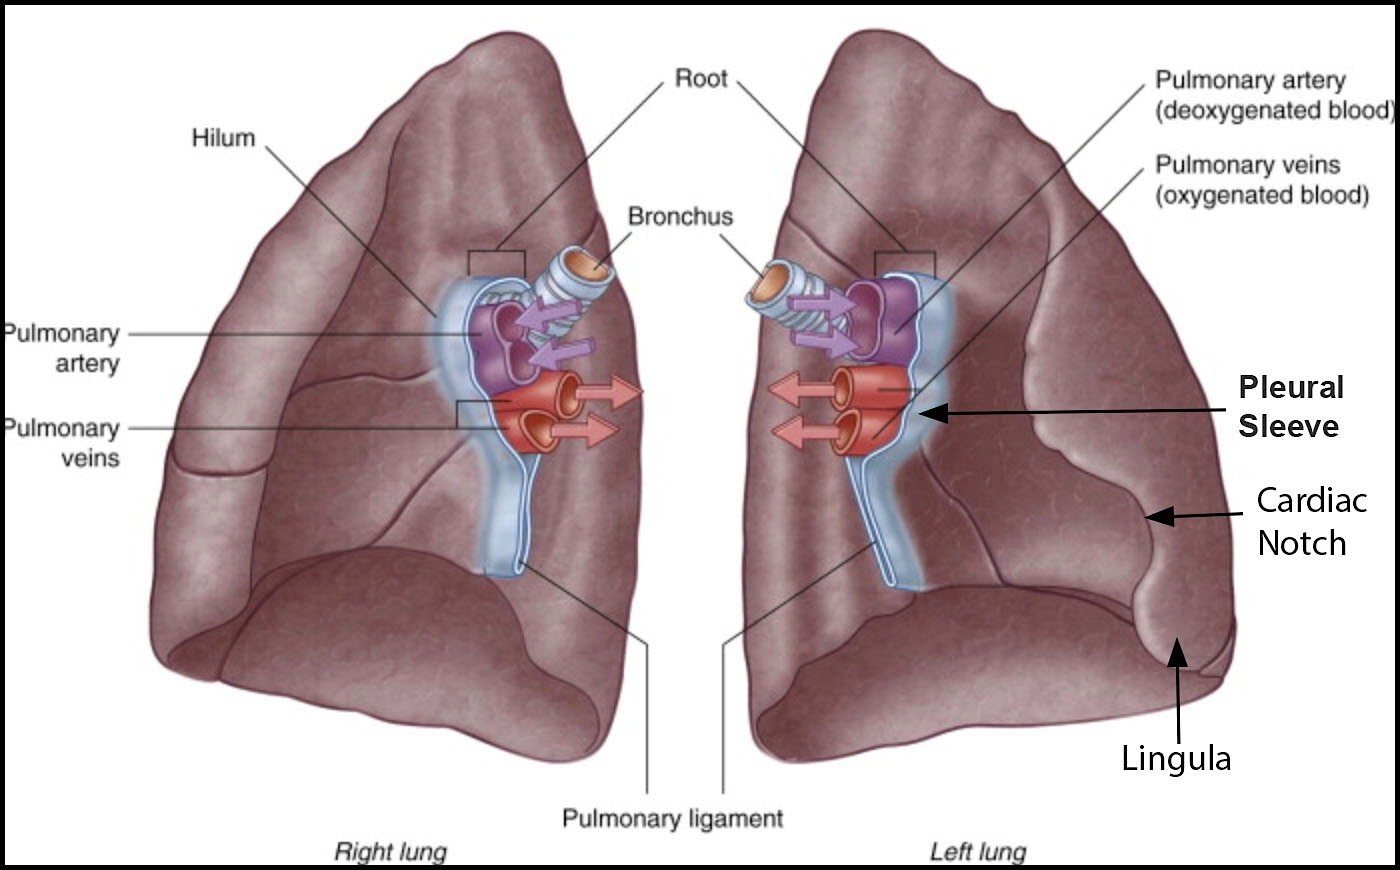 Root
Pulmonary artery
(deoxygenated blood)
Hilum
Pulmonary veins
(oxygenated blood)
Bronchus
Pulmonary
artery
Pleural
Sleeve
Pulmonary
veins
Cardiac
Notch
Lingula
Pulmonary ligament
Right lung
Left lung